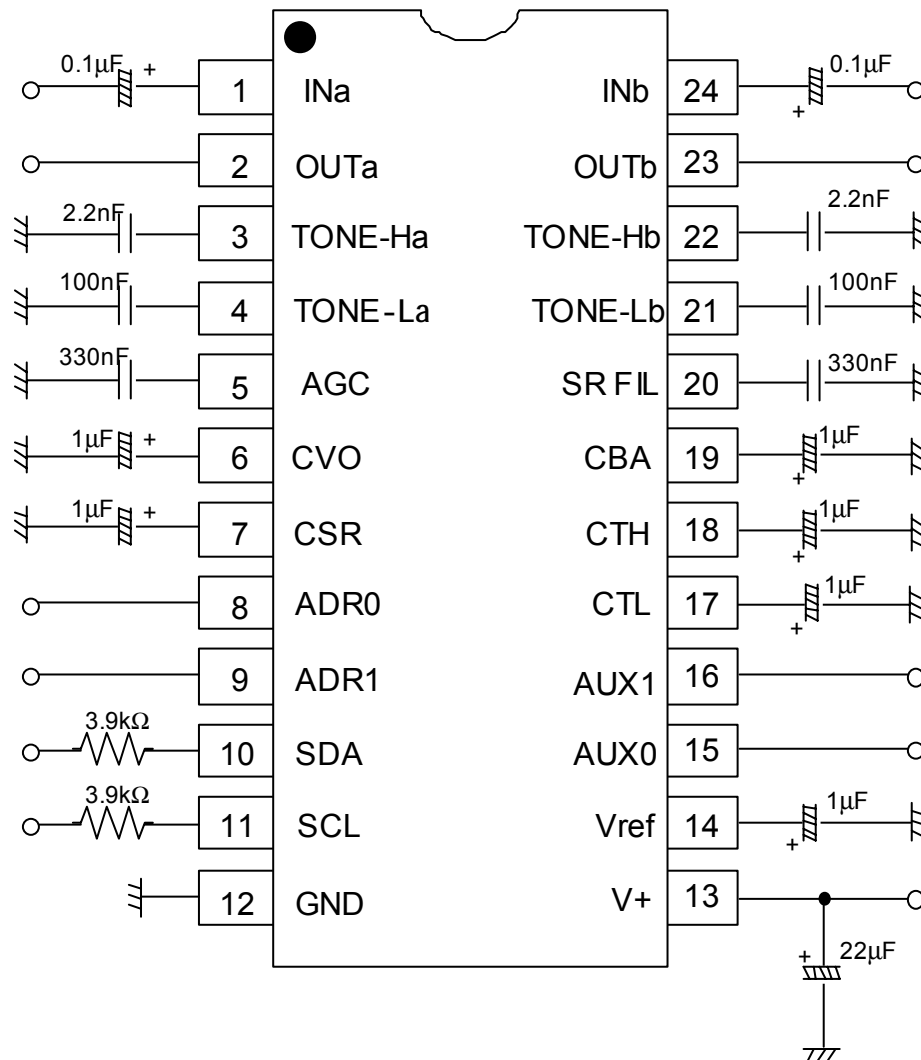 0.1µF + 1 INa INb 24 + 0.1µF
2 OUTa OUTb 23
2.2nF 3 TONE-Ha TONE-Hb 22 2.2nF
100nF 4 TONE-La TONE-Lb 21 100nF
330nF 5 AGC SR FIL 20 330nF
1µF + 6 CVO CBA 19 + 1µF
1µF + 7 CSR CTH 18 + 1µF
8 ADR0 CTL 17 + 1µF
9 ADR1 AUX1 16
3.9kΩ 10 SDA AUX0 15
3.9kΩ 11 SCL Vref 14 + 1µF
12 GND V+ 13
+ 22µF